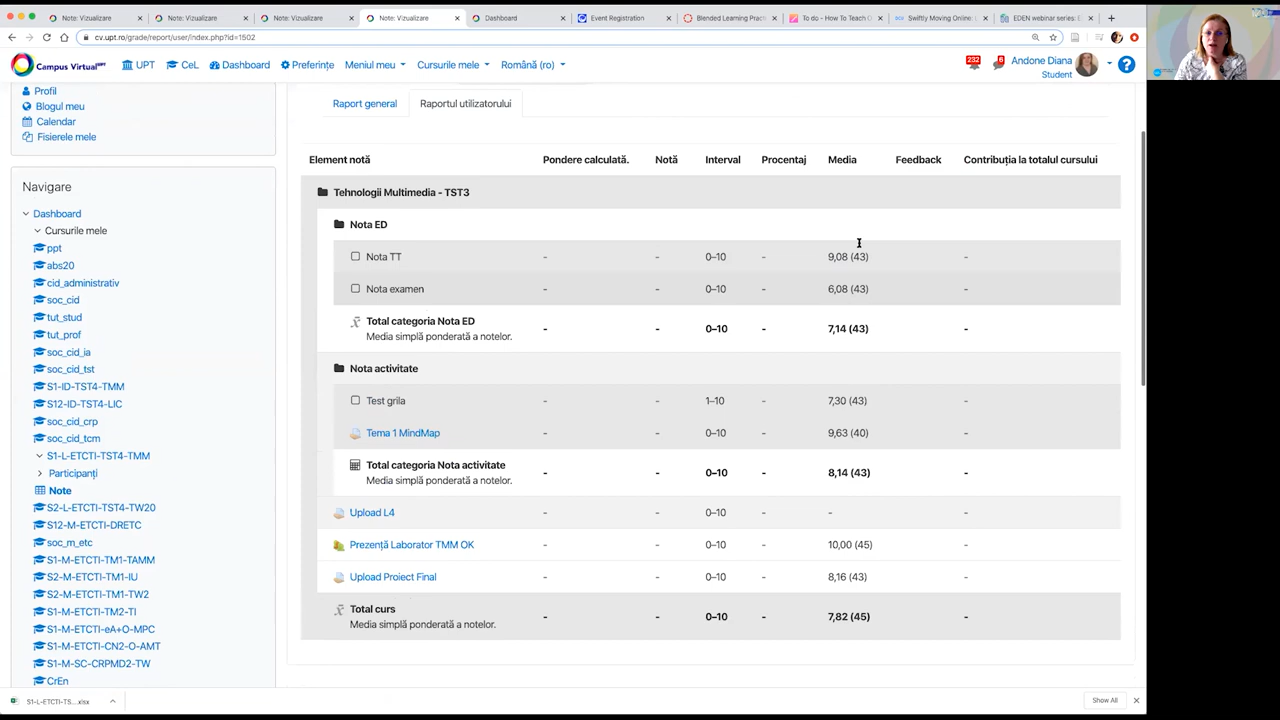 Note: Vizualizare
Note: Vizualizare
Note: Vizualizare
Note: Vizualizare
Dashboard
Event Registration
Blended Learning Pract
To do - How To Teach O
Swiftly Moving Online: L
EDEN webinar series: E
cv.upt.ro/grade/report/user/index.php?id=1502
Campus Virtual UPT
UPT
CeL
Dashboard
Preferințe
Meniul meu
Cursurile mele
Română (ro)
232
6
Andone Diana
Student
Profil
Blogul meu
Calendar
Fisierele mele
Navigare
Dashboard
Cursurile mele
ppt
abs20
cid_administrativ
soc_cid
tut_stud
tut_prof
soc_cid_ia
soc_cid_tst
S1-ID-TST4-TMM
S12-ID-TST4-LIC
soc_cid_crp
soc_cid_tcm
S1-L-ETCTI-TST4-TMM
Participanți
Note
S2-L-ETCTI-TST4-TW20
S12-M-ETCTI-DRETC
soc_m_etc
S1-M-ETCTI-TM1-TAMM
S2-M-ETCTI-TM1-IU
S2-M-ETCTI-TM1-TW2
S1-M-ETCTI-TM2-TI
S1-M-ETCTI-eA+O-MPC
S1-M-ETCTI-CN2-O-AMT
S1-M-SC-CRPMD2-TW
CrEn
Raport general
Raportul utilizatorului
Element notă Pondere calculată. Notă Interval Procentaj Media Feedback Contribuția la totalul cursului
Tehnologii Multimedia - TST3
Nota ED
Nota TT - - 0–10 - 9,08 (43) -
Nota examen - - 0–10 - 6,08 (43) -
Total categoria Nota ED
Media simplă ponderată a notelor.
- - 0–10 - 7,14 (43) -
Nota activitate
Test grila - - 1–10 - 7,30 (43) -
Tema 1 MindMap - - 0–10 - 9,63 (40) -
Total categoria Nota activitate
Media simplă ponderată a notelor.
- - 0–10 - 8,14 (43) -
Upload L4 - - 0–10 - - -
Prezență Laborator TMM OK - - 0–10 - 10,00 (45) -
Upload Proiect Final - - 0–10 - 8,16 (43) -
Total curs
Media simplă ponderată a notelor.
- - 0–10 - 7,82 (45) -
S1-L-ETCTI-TS....xlsx
Show All